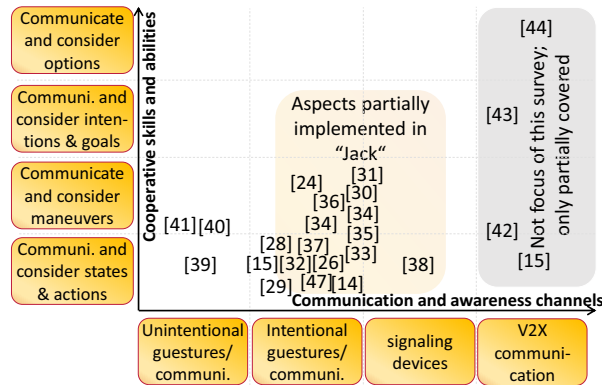 Communicate
and consider
options
Communi. and
consider inten-
tions & goals
Communicate
and consider
maneuvers
Communi. and
consider states
& actions
Cooperative skills and abilities
Aspects partially
implemented in
"Jack"
[31]
[24]
[30]
[36]
[34]
[34]
[35]
[41]
[40]
[28]
[37]
[33]
[39]
[15]
[32]
[26]
[38]
[29]
[47]
[14]
[44]
[43]
[42]
[15]
Not focus of this survey;
only partially covered
Communication and awareness channels
Unintentional
guestures/
communi.
Intentional
guestures/
communi.
signaling
devices
V2X
communi-
cation